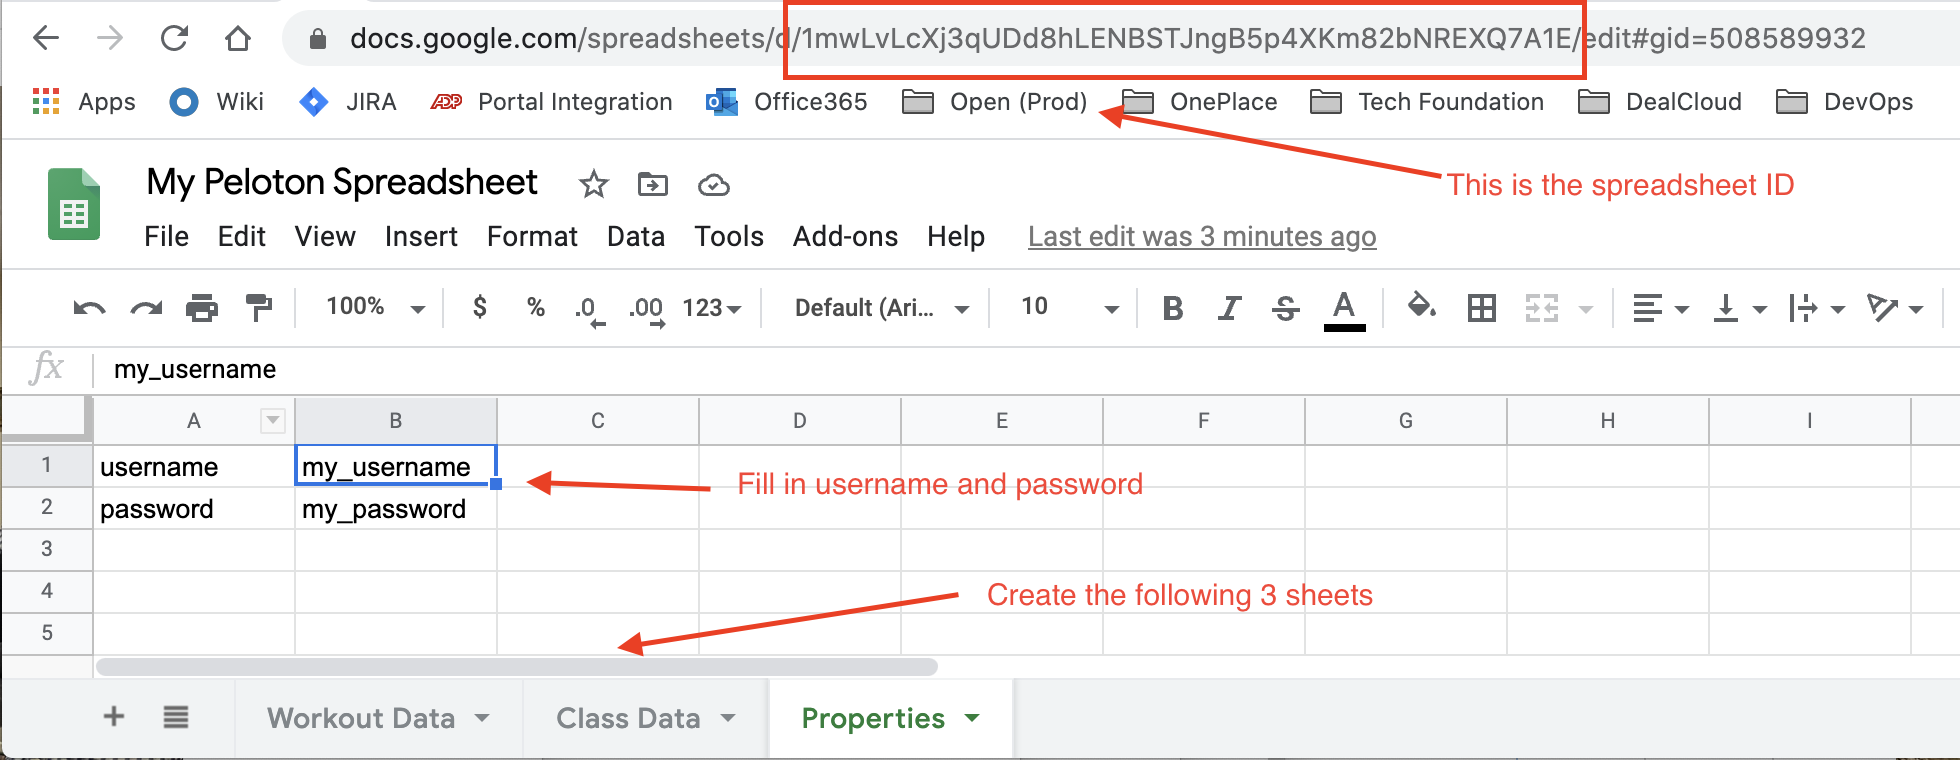 docs.google.com/spreadsheets/d/1mwLvLcXj3qUDd8hLENBSTJngB5p4XKm82bNREXQ7A1E/edit#gid=508589932
Apps Wiki JIRA ADP Portal Integration Office365 Open (Prod) OnePlace Tech Foundation DealCloud DevOps
My Peloton Spreadsheet
This is the spreadsheet ID
File Edit View Insert Format Data Tools Add-ons Help Last edit was 3 minutes ago
100% $ % .0 .00 123 Default (Ari... 10 B I S A
fx my_username
A B C D E F G H I
1 username my_username
Fill in username and password
2 password my_password
3
4
Create the following 3 sheets
5
+ Workout Data Class Data Properties